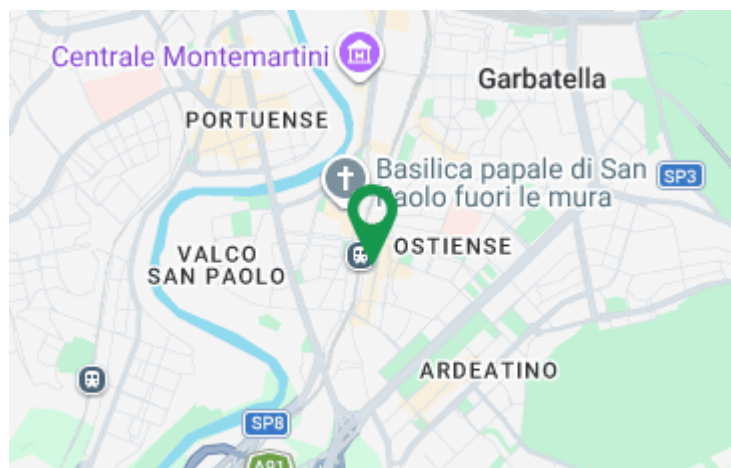 Centrale Montemartini
Garbatella
PORTUENSE
Basilica papale di San
Paolo fuori le mura
SP3
VALCO
SAN PAOLO
OSTIENSE
ARDEATINO
SP8
A91